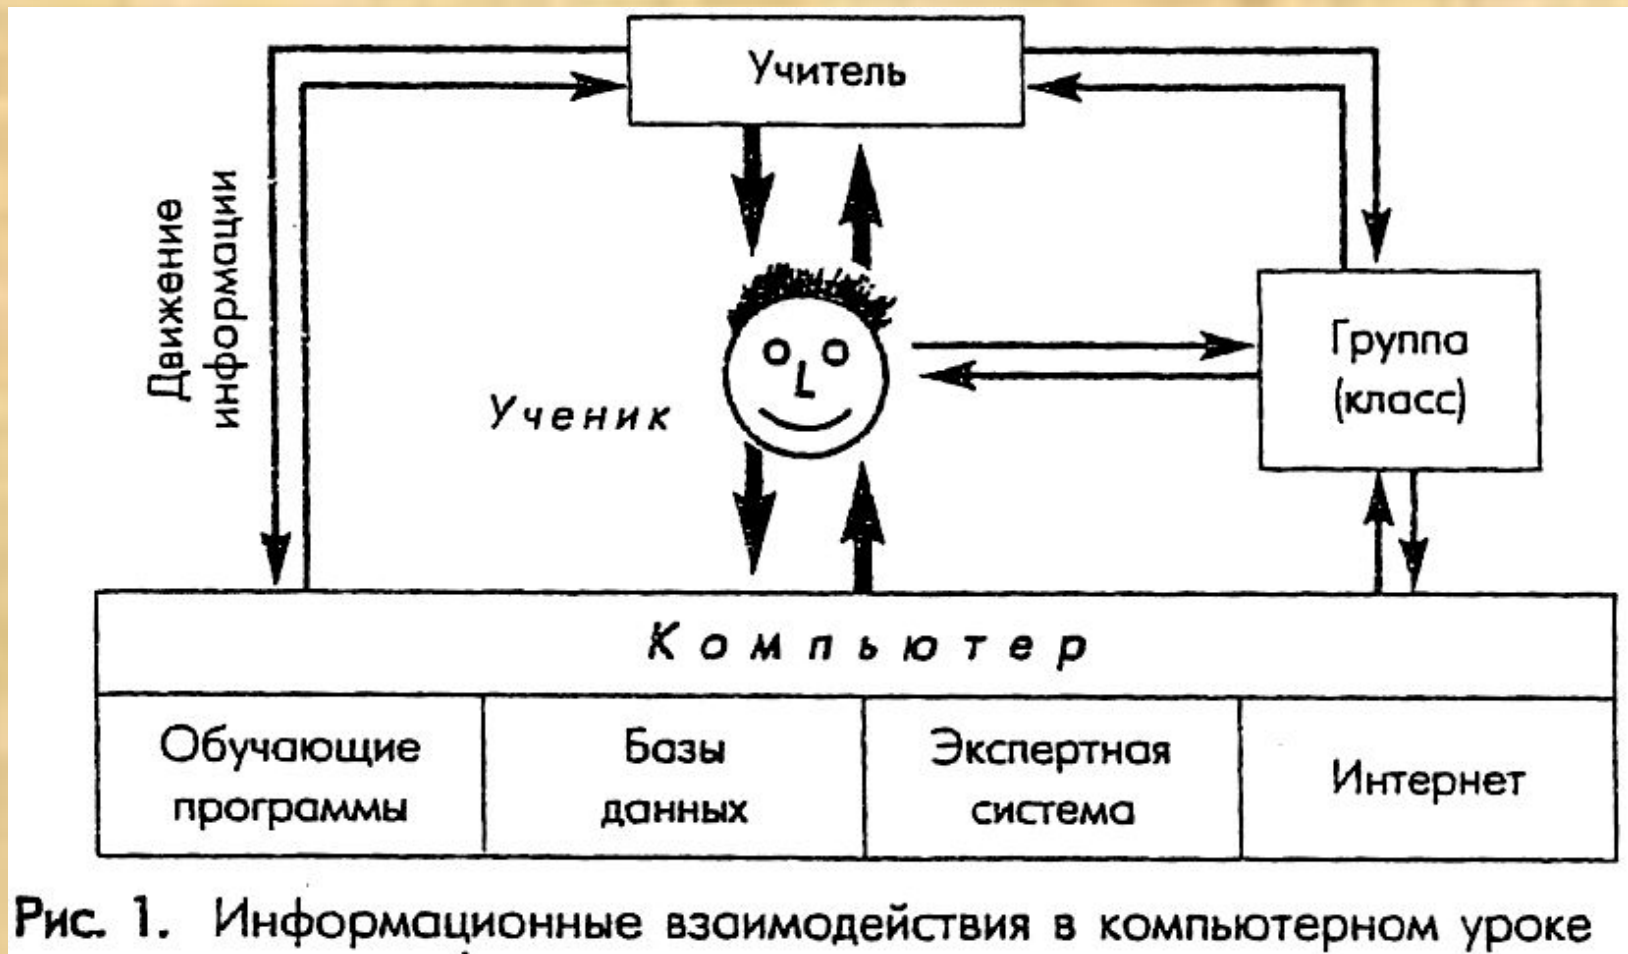 Учитель
Движение
информации
Группа
(класс)
Ученик
Компьютер
Обучающие
программы
Базы
данных
Экспертная
система
Интернет
Рис. 1. Информационные взаимодействия в компьютерном уроке